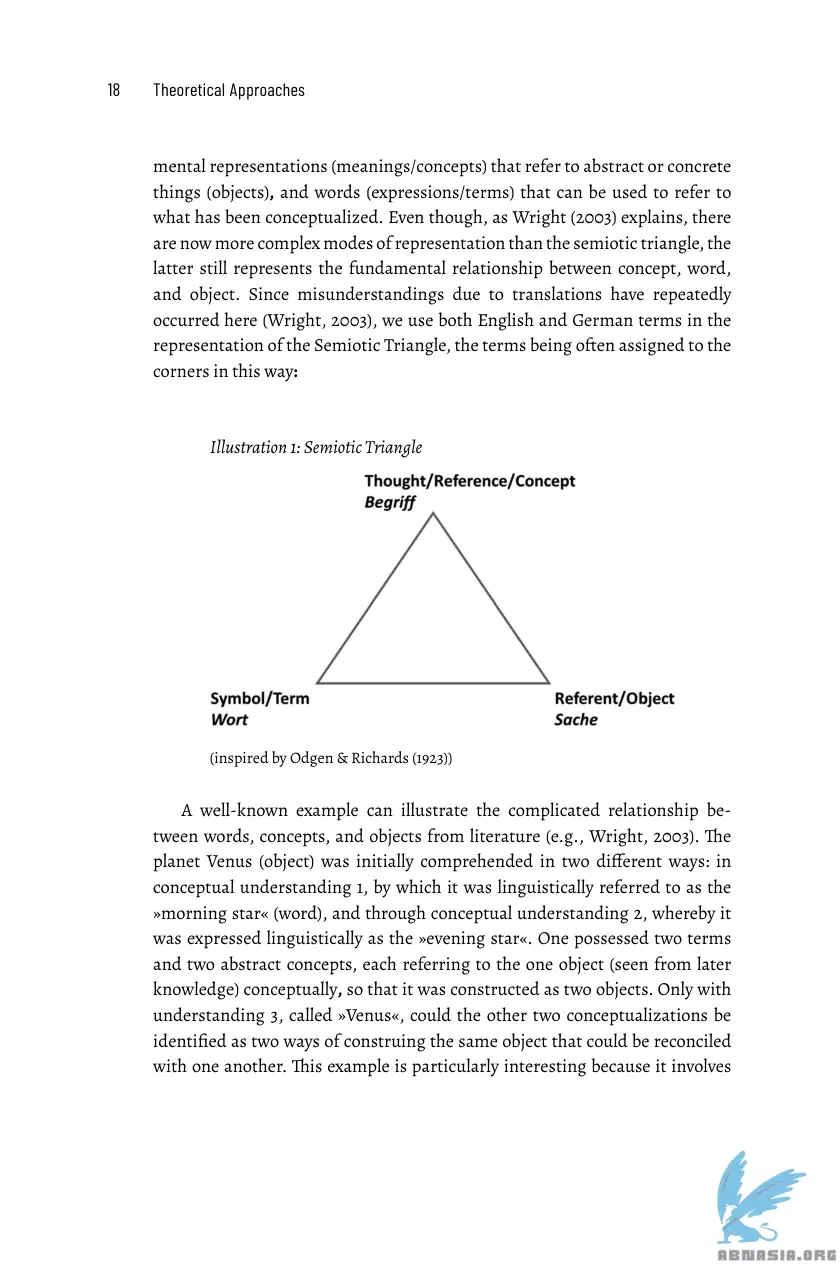 18 Theoretical Approaches
mental representations (meanings/concepts) that refer to abstract or concrete
things (objects), and words (expressions/terms) that can be used to refer to
what has been conceptualized. Even though, as Wright (2003) explains, there
are now more complex modes of representation than the semiotic triangle, the
latter still represents the fundamental relationship between concept, word,
and object. Since misunderstandings due to translations have repeatedly
occurred here (Wright, 2003), we use both English and German terms in the
representation of the Semiotic Triangle, the terms being often assigned to the
corners in this way:
Illustration 1: Semiotic Triangle
Thought/Reference/Concept
Begriff
Symbol/Term
Wort
Referent/Object
Sache
(inspired by Odgen & Richards (1923))
A well-known example can illustrate the complicated relationship be-
tween words, concepts, and objects from literature (e.g., Wright, 2003). The
planet Venus (object) was initially comprehended in two different ways: in
conceptual understanding 1, by which it was linguistically referred to as the
»morning star« (word), and through conceptual understanding 2, whereby it
was expressed linguistically as the »evening star«. One possessed two terms
and two abstract concepts, each referring to the one object (seen from later
knowledge) conceptually, so that it was constructed as two objects. Only with
understanding 3, called »Venus«, could the other two conceptualizations be
identified as two ways of construing the same object that could be reconciled
with one another. This example is particularly interesting because it involves
ABNASIA.ORG